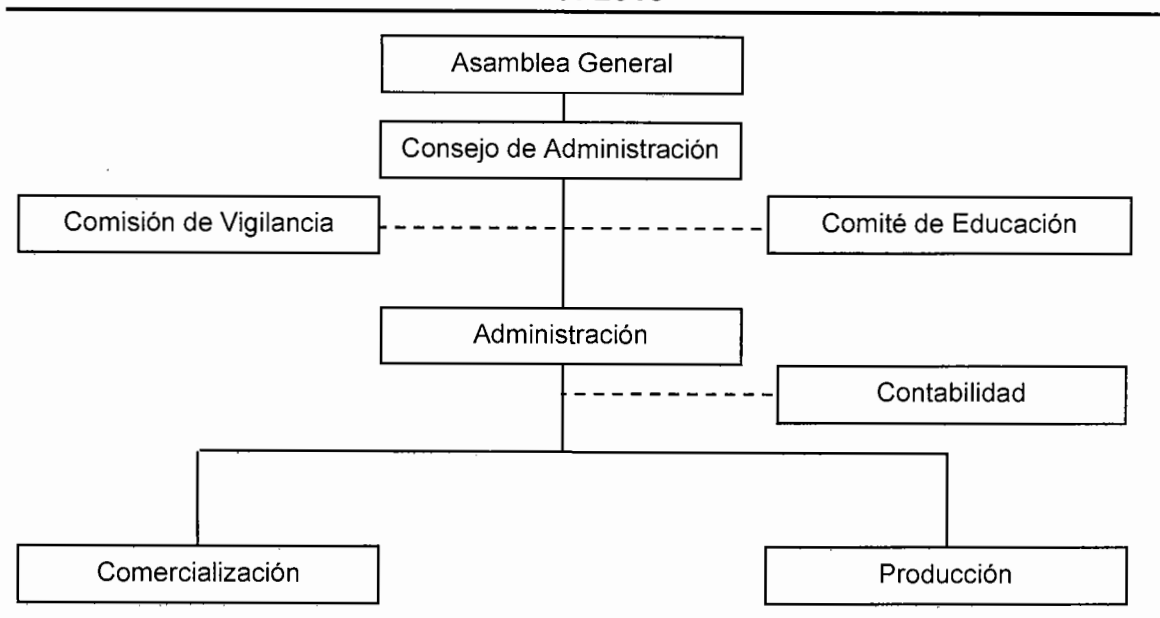 Asamblea General
Consejo de Administración
Comisión de Vigilancia
Comité de Educación
Administración
Contabilidad
Comercialización
Producción